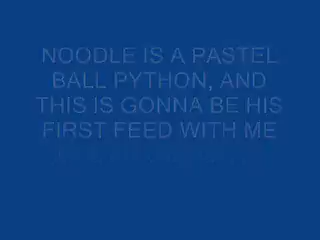 NOODLE IS A PASTEL
BALL PYTHON, AND
THIS IS GONNA BE HIS
FIRST FEED WITH ME